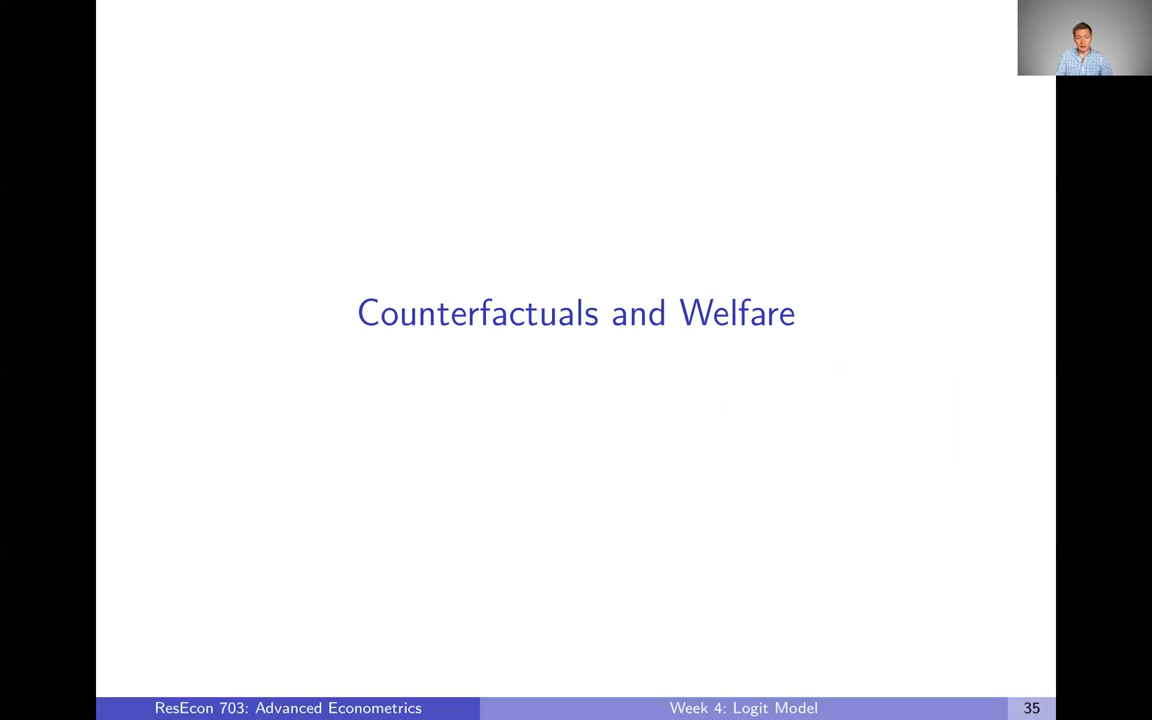 Counterfactuals and Welfare
ResEcon 703: Advanced Econometrics
Week 4: Logit Model
35